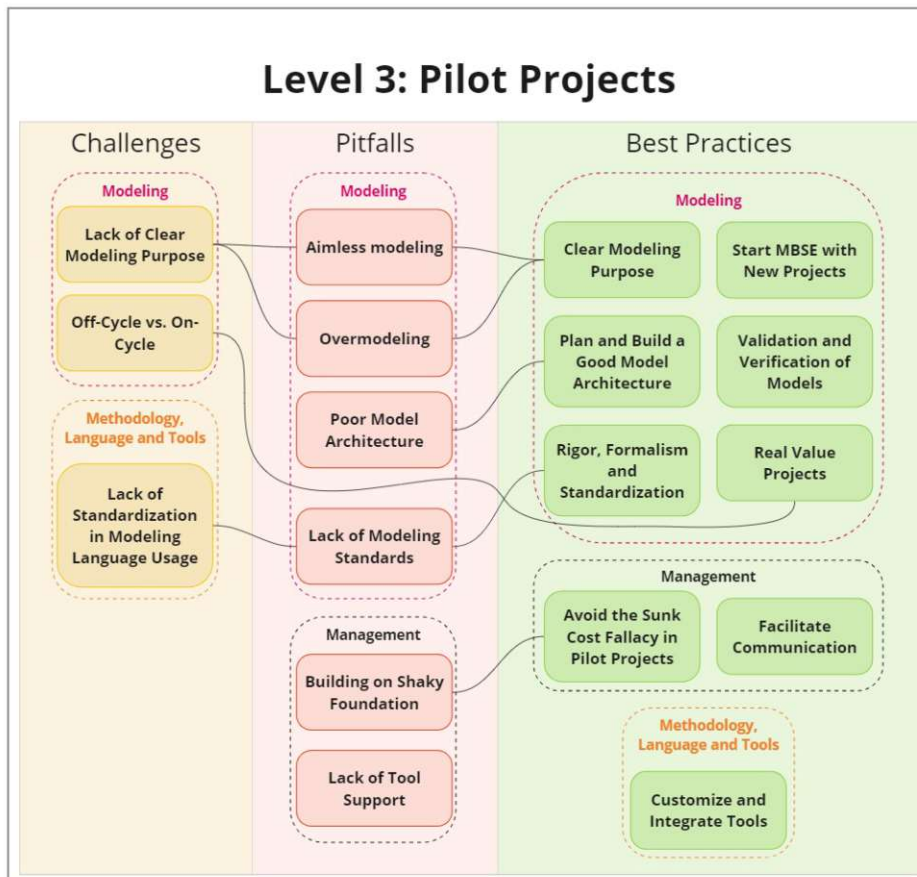 Level 3: Pilot Projects
Challenges
Modeling
Lack of Clear
Modeling Purpose
Off-Cycle vs. On-
Cycle
Methodology,
Language and Tools
Lack of
Standardization
in Modeling
Language Usage
Pitfalls
Modeling
Aimless modeling
Overmodeling
Poor Model
Architecture
Lack of Modeling
Standards
Management
Building on Shaky
Foundation
Lack of Tool
Support
Best Practices
Modeling
Clear Modeling
Purpose
Start MBSE with
New Projects
Plan and Build a
Good Model
Architecture
Validation and
Verification of
Models
Rigor, Formalism
and
Standardization
Real Value
Projects
Management
Avoid the Sunk
Cost Fallacy in
Pilot Projects
Facilitate
Communication
Methodology,
Language and Tools
Customize and
Integrate Tools